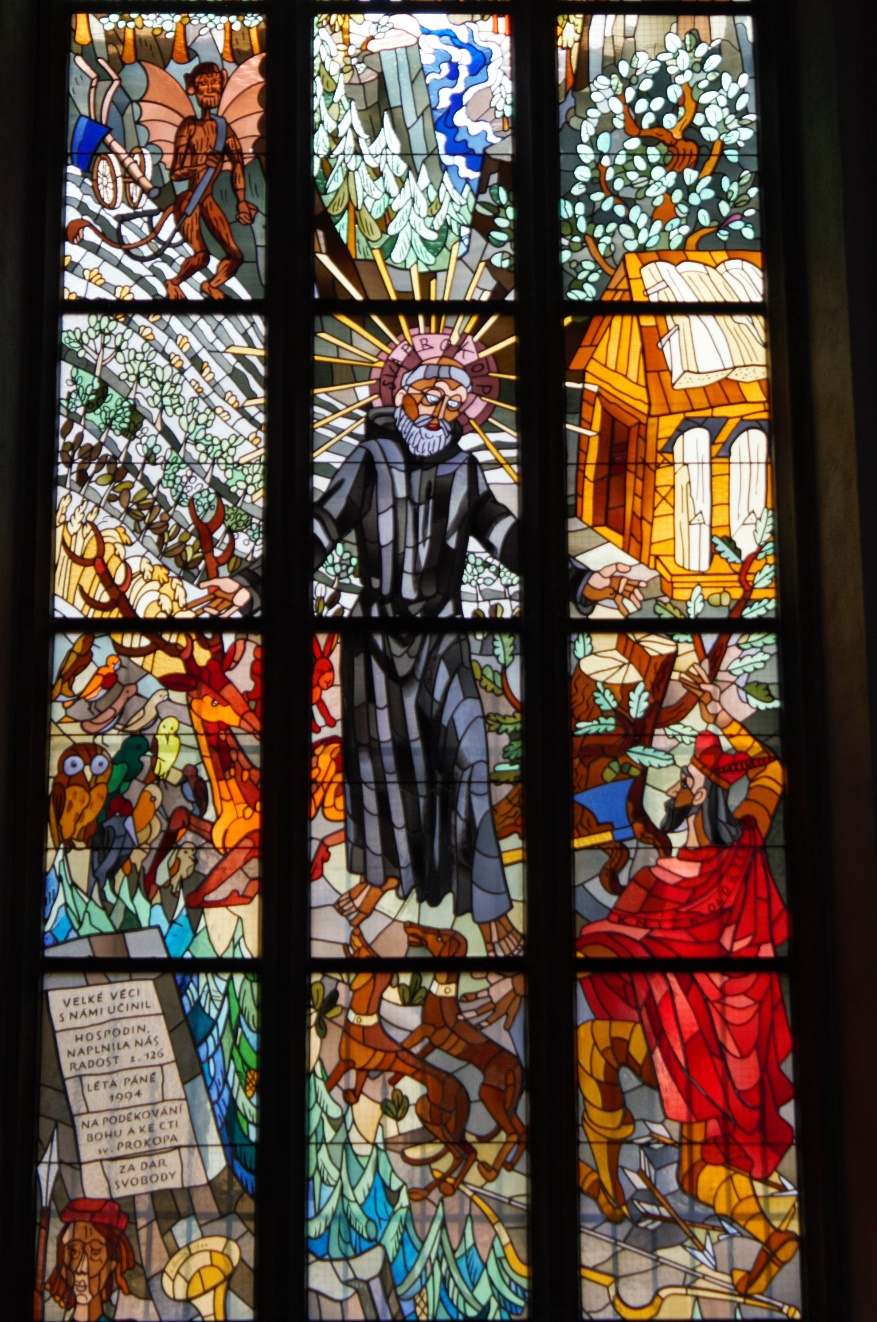 SV. PROKOP
VELKÉ VĚCI
S NÁMI UČINIL
HOSPODIN,
NAPLNILA NÁS
RADOST ž. 126
LÉTA PÁNĚ
1994
NA PODĚKOVÁNÍ
BOHU A KE CTI
sv. PROKOPA
ZA DAR
SVOBODY